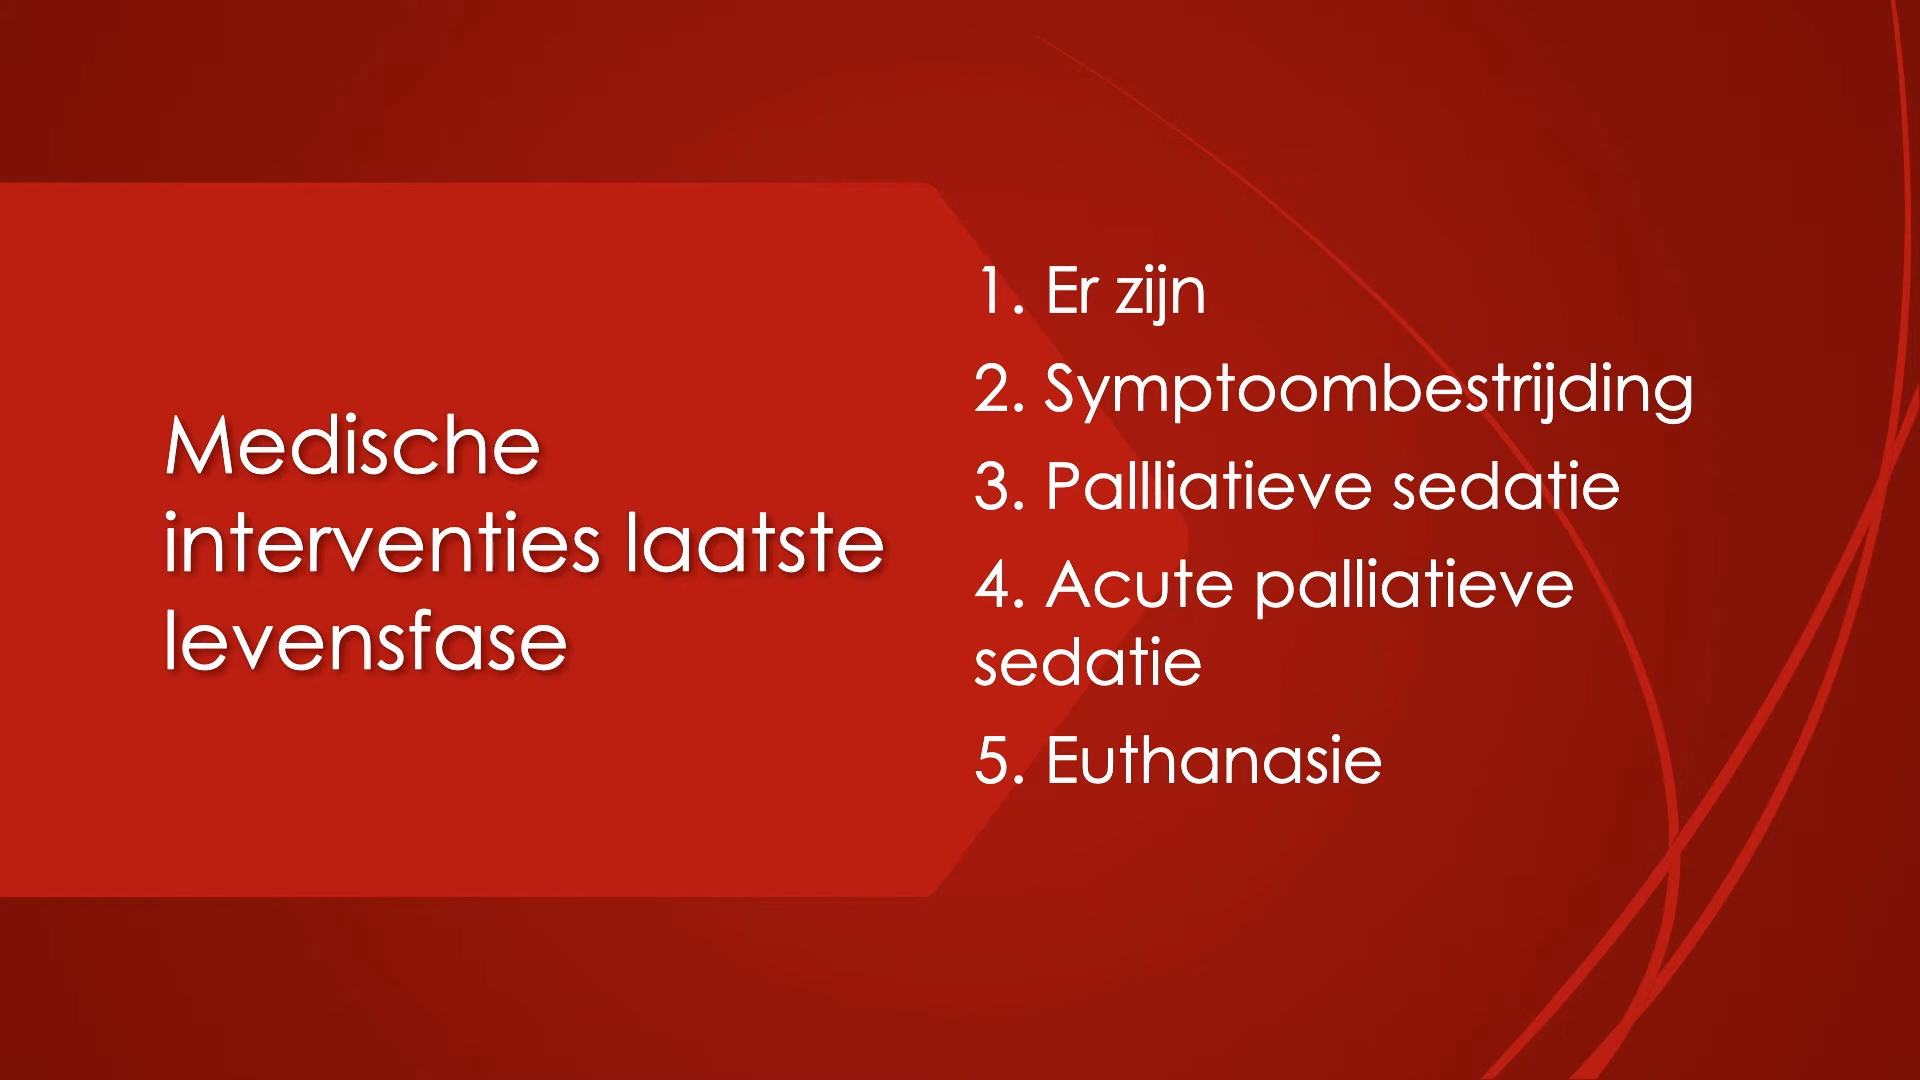 Medische
interventies laatste
levensfase
1. Er zijn
2. Symptoombestrijding
3. Pallliatieve sedatie
4. Acute palliatieve
sedatie
5. Euthanasie